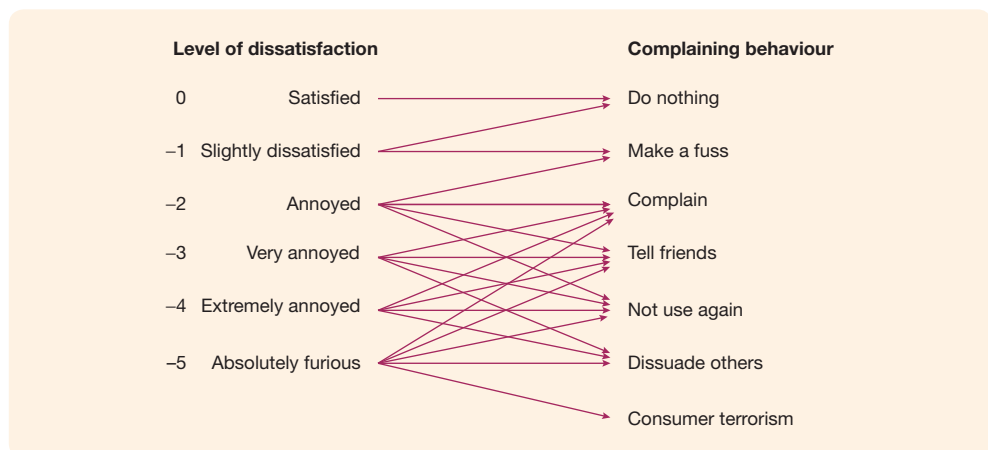 Level of dissatisfaction Complaining behaviour
0 Satisfied Do nothing
–1 Slightly dissatisfied Make a fuss
–2 Annoyed Complain
–3 Very annoyed Tell friends
–4 Extremely annoyed Not use again
–5 Absolutely furious Dissuade others
Consumer terrorism